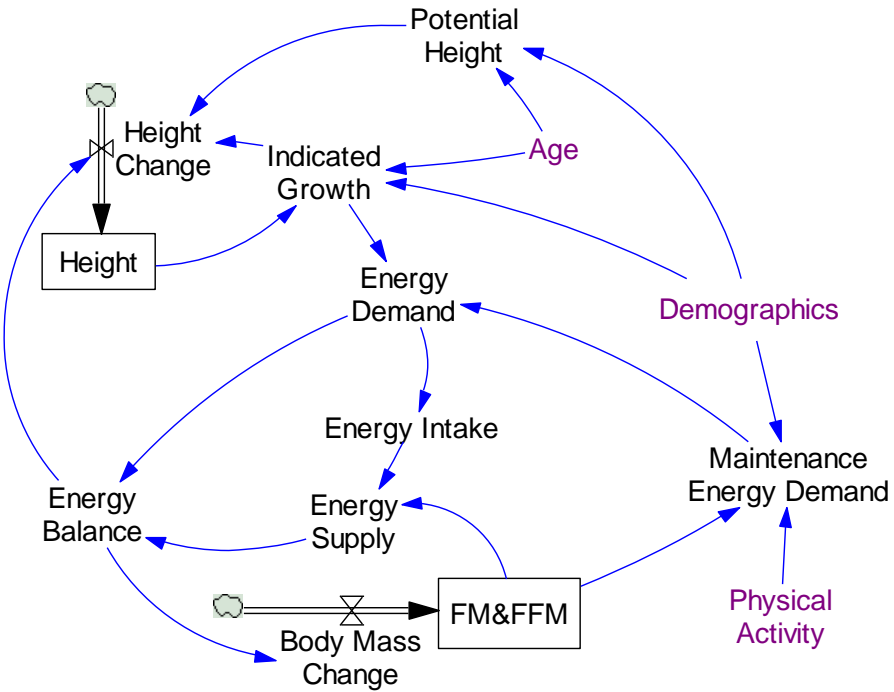 Potential
Height
Height
Change
Indicated
Growth
Age
Height
Energy
Demand
Demographics
Energy Intake
Maintenance
Energy Demand
Energy
Balance
Energy
Supply
FM&FFM
Physical
Activity
Body Mass
Change